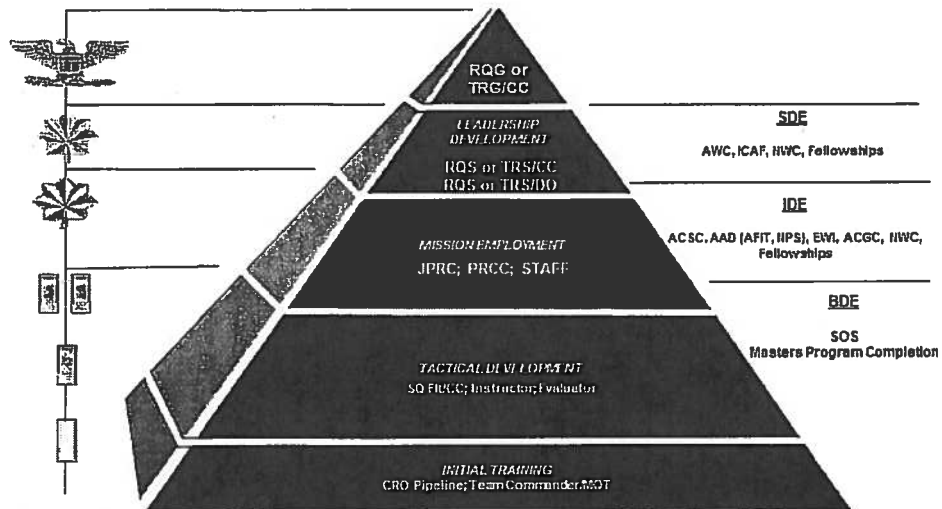 RQG or
TRG/CC
LEADERSHIP
DEVELOPMENT
RQS or TRS/CC
RQS or TRS/DO
MISSION EMPLOYMENT
JPRC; PRCC; STAFF
TACTICAL DEVELOPMENT
SQ Flt/CC; Instructor; Evaluator
INITIAL TRAINING
CRO Pipeline; Team Commander/MQT
SDE
AWC, ICAF, NWC, Fellowships
IDE
ACSC, AAD (AFIT, NPS), EWI, ACGC, NWC,
Fellowships
BDE
SOS
Masters Program Completion